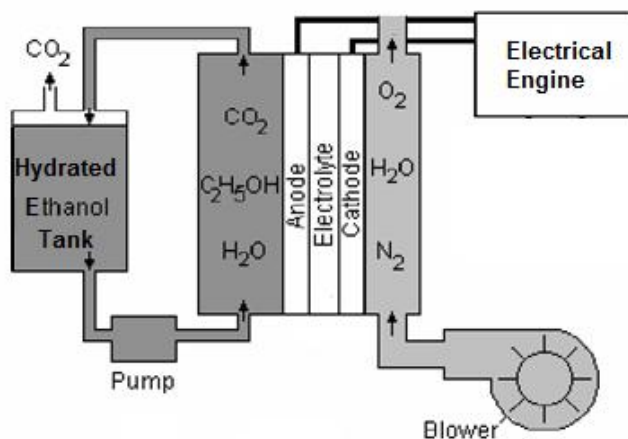 CO₂
Hydrated
Ethanol
Tank
Pump
CO₂
C₂H₅OH
H₂O
Anode
Electrolyte
Cathode
O₂
H₂O
N₂
Electrical
Engine
Blower